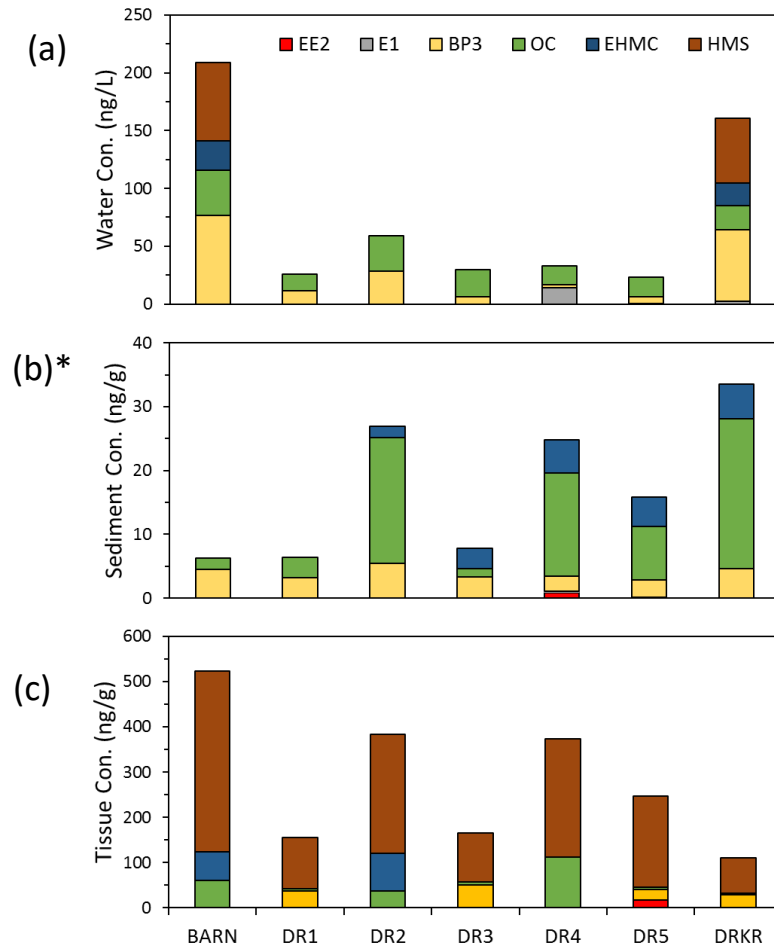 (a)
Water Con. (ng/L)
250
200
150
100
50
0
EE2 E1 BP3 OC EHMC HMS
(b)*
Sediment Con. (ng/g)
40
30
20
10
0
(c)
Tissue Con. (ng/g)
600
500
400
300
200
100
0
BARN DR1 DR2 DR3 DR4 DR5 DRKR